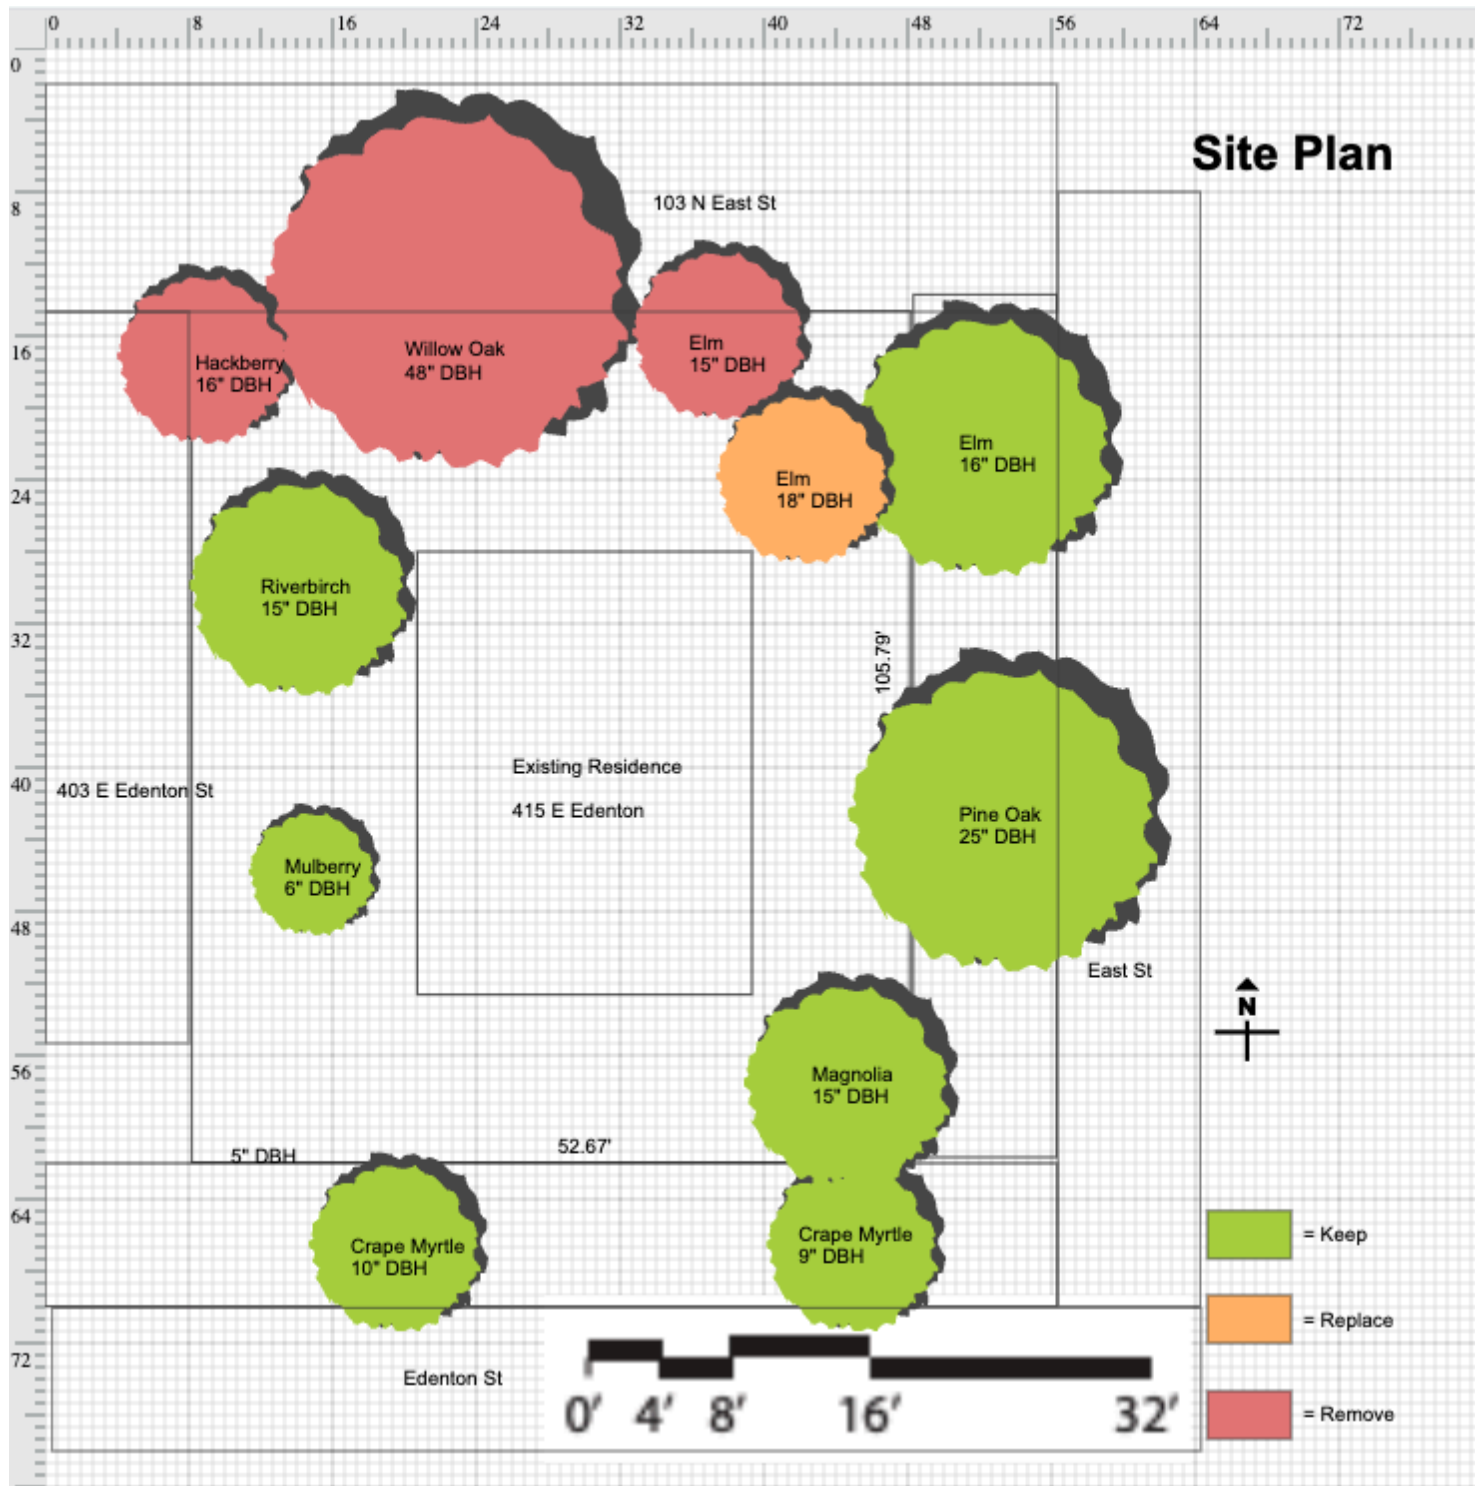 0 8 16 24 32 40 48 56 64 72
0
8
16
24
32
40
48
56
64
72
Site Plan
103 N East St
Willow Oak
48" DBH
Hackberry
16" DBH
Elm
15" DBH
Elm
16" DBH
Elm
18" DBH
Riverbirch
15" DBH
105.79'
Existing Residence
415 E Edenton
403 E Edenton St
Pine Oak
25" DBH
Mulberry
6" DBH
East St
N
Magnolia
15" DBH
52.67'
5" DBH
Crape Myrtle
10" DBH
Crape Myrtle
9" DBH
= Keep
= Replace
= Remove
Edenton St
0' 4' 8' 16' 32'